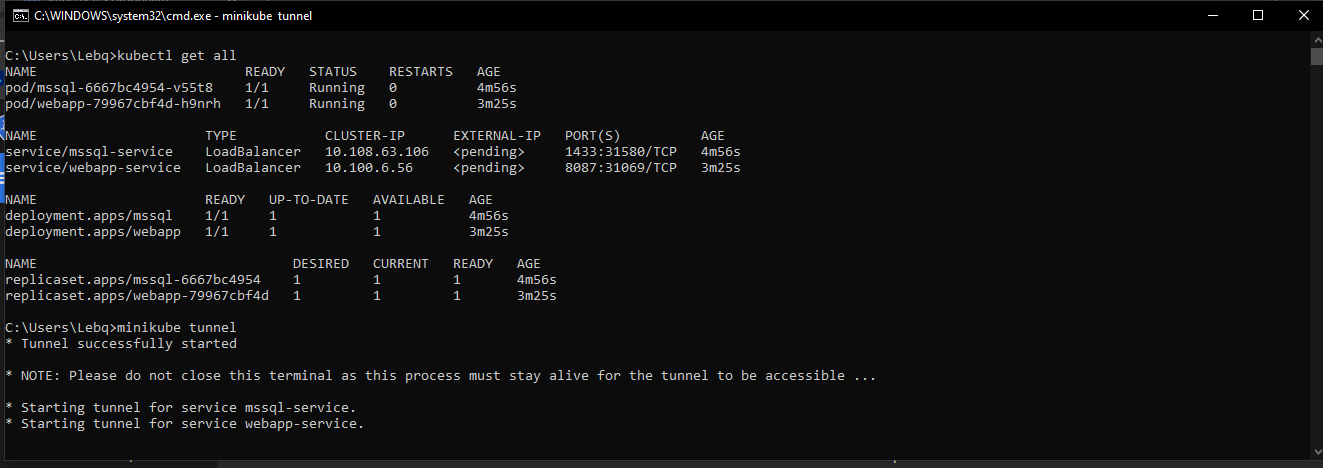 C:\WINDOWS\system32\cmd.exe - minikube tunnel
C:\Users\Lebq>kubectl get all
NAME                          READY   STATUS    RESTARTS   AGE
pod/mssql-6667bc4954-v55t8    1/1     Running   0          4m56s
pod/webapp-79967cbf4d-h9nrh   1/1     Running   0          3m25s
NAME                     TYPE           CLUSTER-IP      EXTERNAL-IP   PORT(S)          AGE
service/mssql-service    LoadBalancer   10.108.63.106   <pending>     1433:31580/TCP   4m56s
service/webapp-service   LoadBalancer   10.100.6.56     <pending>     8087:31069/TCP   3m25s
NAME                     READY   UP-TO-DATE   AVAILABLE   AGE
deployment.apps/mssql    1/1     1            1           4m56s
deployment.apps/webapp   1/1     1            1           3m25s
NAME                                DESIRED   CURRENT   READY   AGE
replicaset.apps/mssql-6667bc4954    1         1         1       4m56s
replicaset.apps/webapp-79967cbf4d   1         1         1       3m25s
C:\Users\Lebq>minikube tunnel
* Tunnel successfully started
* NOTE: Please do not close this terminal as this process must stay alive for the tunnel to be accessible ...
* Starting tunnel for service mssql-service.
* Starting tunnel for service webapp-service.